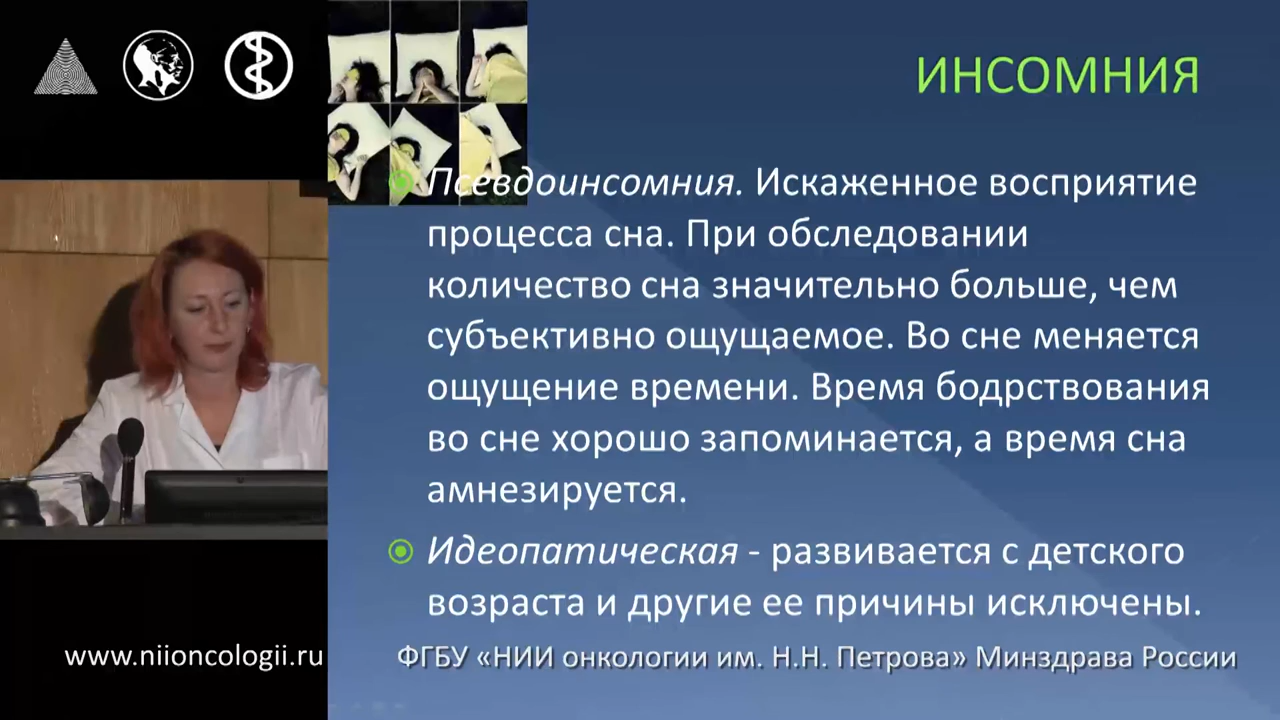 ИНСОМНИЯ
Псевдоинсомния. Искаженное восприятие
процесса сна. При обследовании
количество сна значительно больше, чем
субъективно ощущаемое. Во сне меняется
ощущение времени. Время бодрствования
во сне хорошо запоминается, а время сна
амнезируется.
Идеопатическая - развивается с детского
возраста и другие ее причины исключены.
www.niioncologii.ru
ФГБУ «НИИ онкологии им. Н.Н. Петрова» Минздрава России